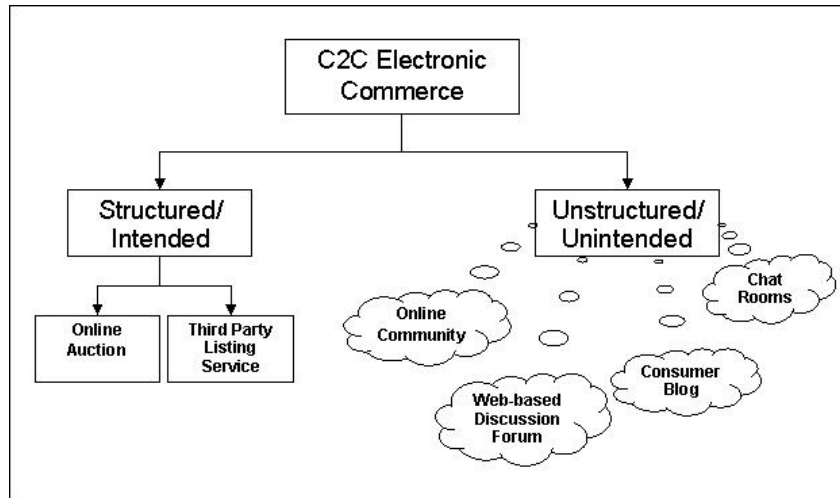 C2C Electronic
Commerce
Structured/
Intended
Unstructured/
Unintended
Online
Auction
Third Party
Listing
Service
Online
Community
Web-based
Discussion
Forum
Consumer
Blog
Chat
Rooms